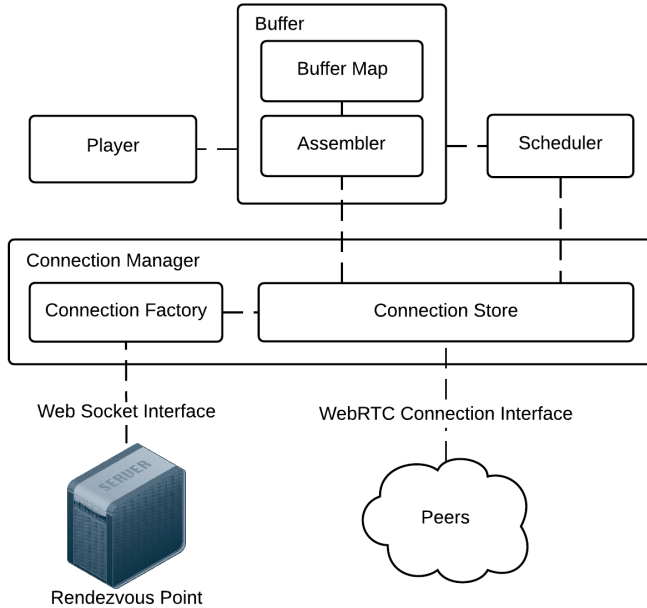 Buffer
Buffer Map
Player
Assembler
Scheduler
Connection Manager
Connection Factory
Connection Store
Web Socket Interface
WebRTC Connection Interface
SERVER
Peers
Rendezvous Point